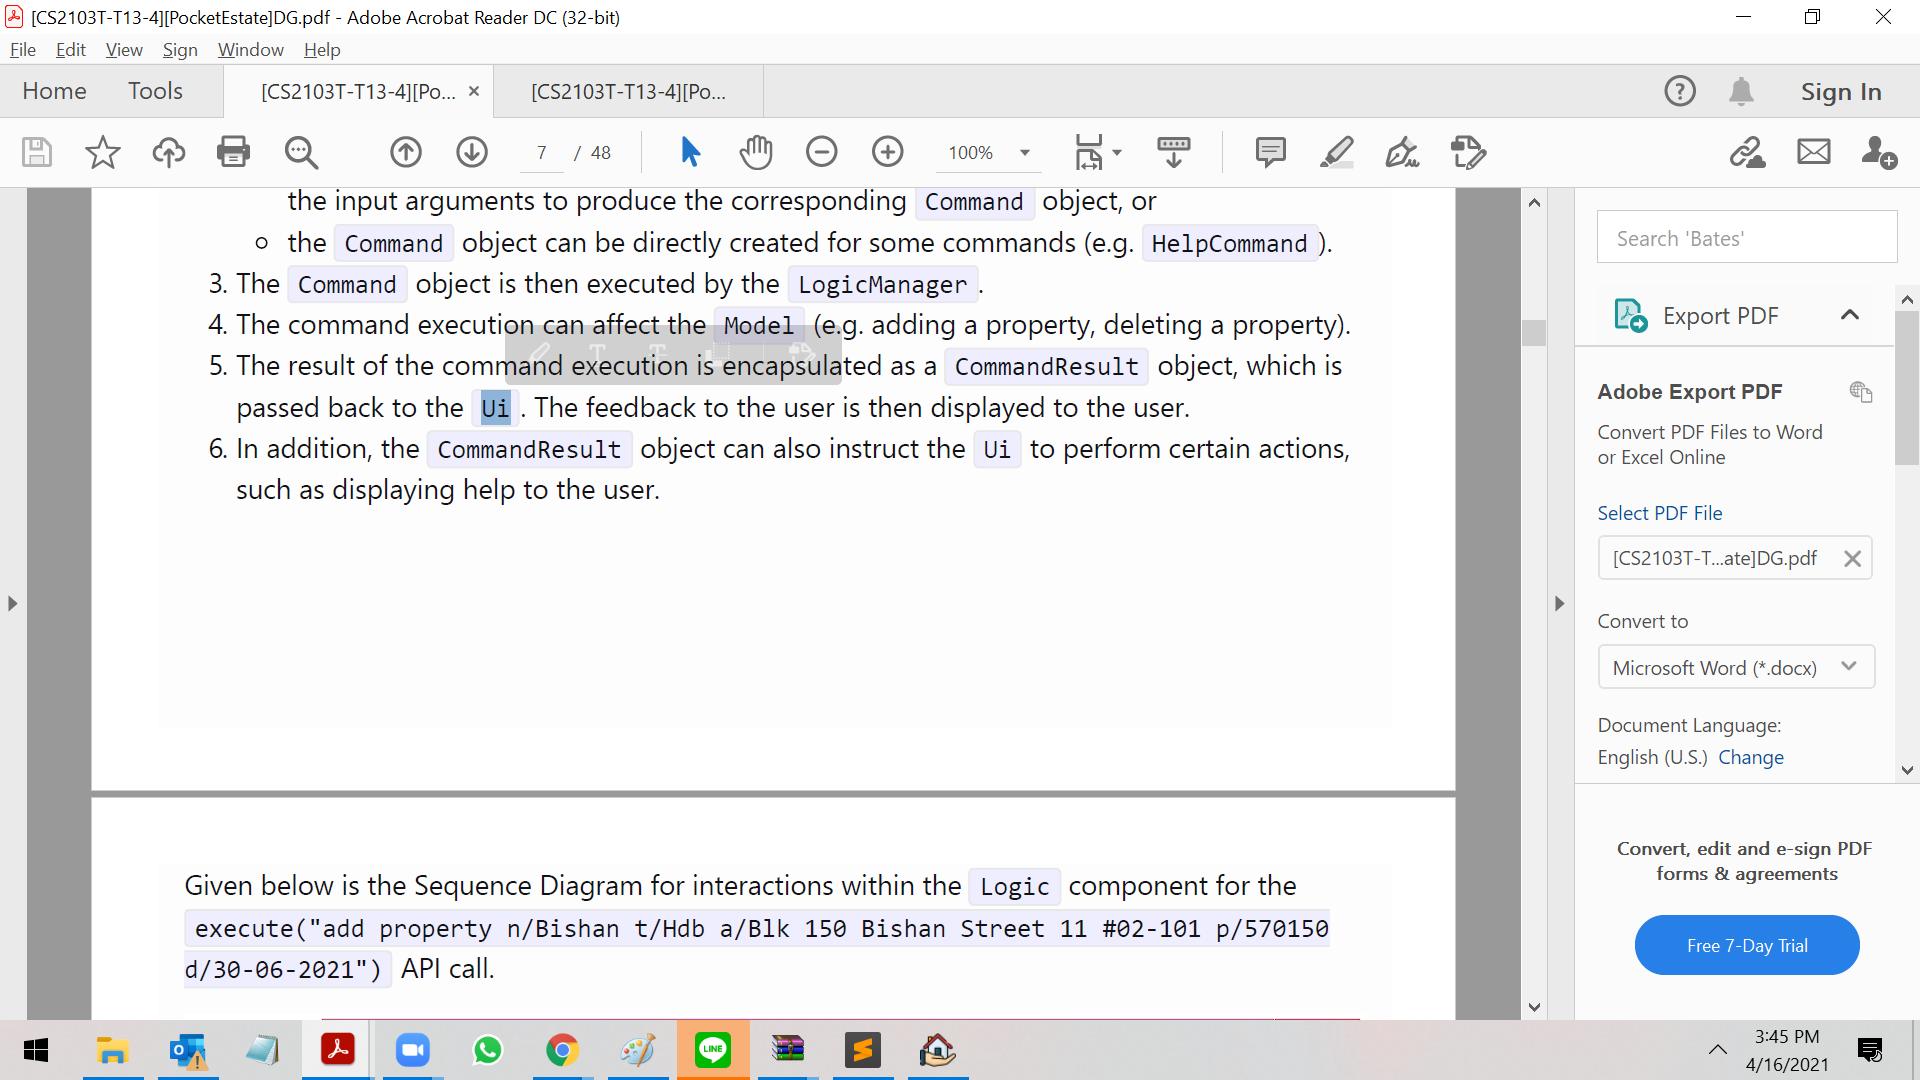 [CS2103T-T13-4][PocketEstate]DG.pdf - Adobe Acrobat Reader DC (32-bit)
File Edit View Sign Window Help
Home Tools [CS2103T-T13-4][Po... × [CS2103T-T13-4][Po... Sign In
7 / 48 100%
the input arguments to produce the corresponding Command object, or
the Command object can be directly created for some commands (e.g. HelpCommand ).
3. The Command object is then executed by the LogicManager .
4. The command execution can affect the Model (e.g. adding a property, deleting a property).
5. The result of the command execution is encapsulated as a CommandResult object, which is
passed back to the Ui . The feedback to the user is then displayed to the user.
6. In addition, the CommandResult object can also instruct the Ui to perform certain actions,
such as displaying help to the user.
Given below is the Sequence Diagram for interactions within the Logic component for the
execute("add property n/Bishan t/Hdb a/Blk 150 Bishan Street 11 #02-101 p/570150
d/30-06-2021") API call.
Search 'Bates'
Export PDF
Adobe Export PDF
Convert PDF Files to Word
or Excel Online
Select PDF File
[CS2103T-T...ate]DG.pdf
Convert to
Microsoft Word (*.docx)
Document Language:
English (U.S.) Change
Convert, edit and e-sign PDF
forms & agreements
Free 7-Day Trial
LINE
3:45 PM
4/16/2021